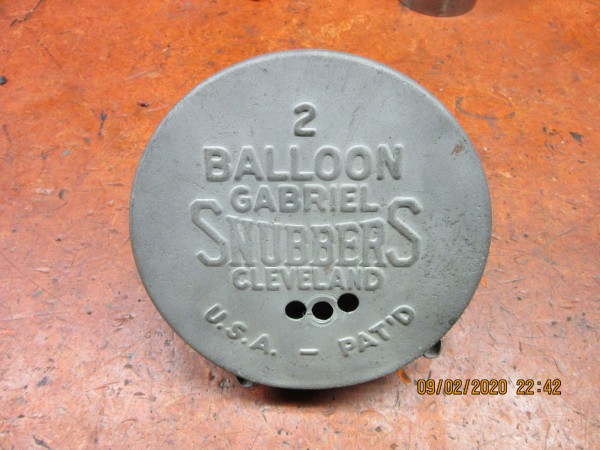 2
BALLOON
GABRIEL
SNUBBERS
CLEVELAND
U.S.A. — PAT'D
09/02/2020 22:42